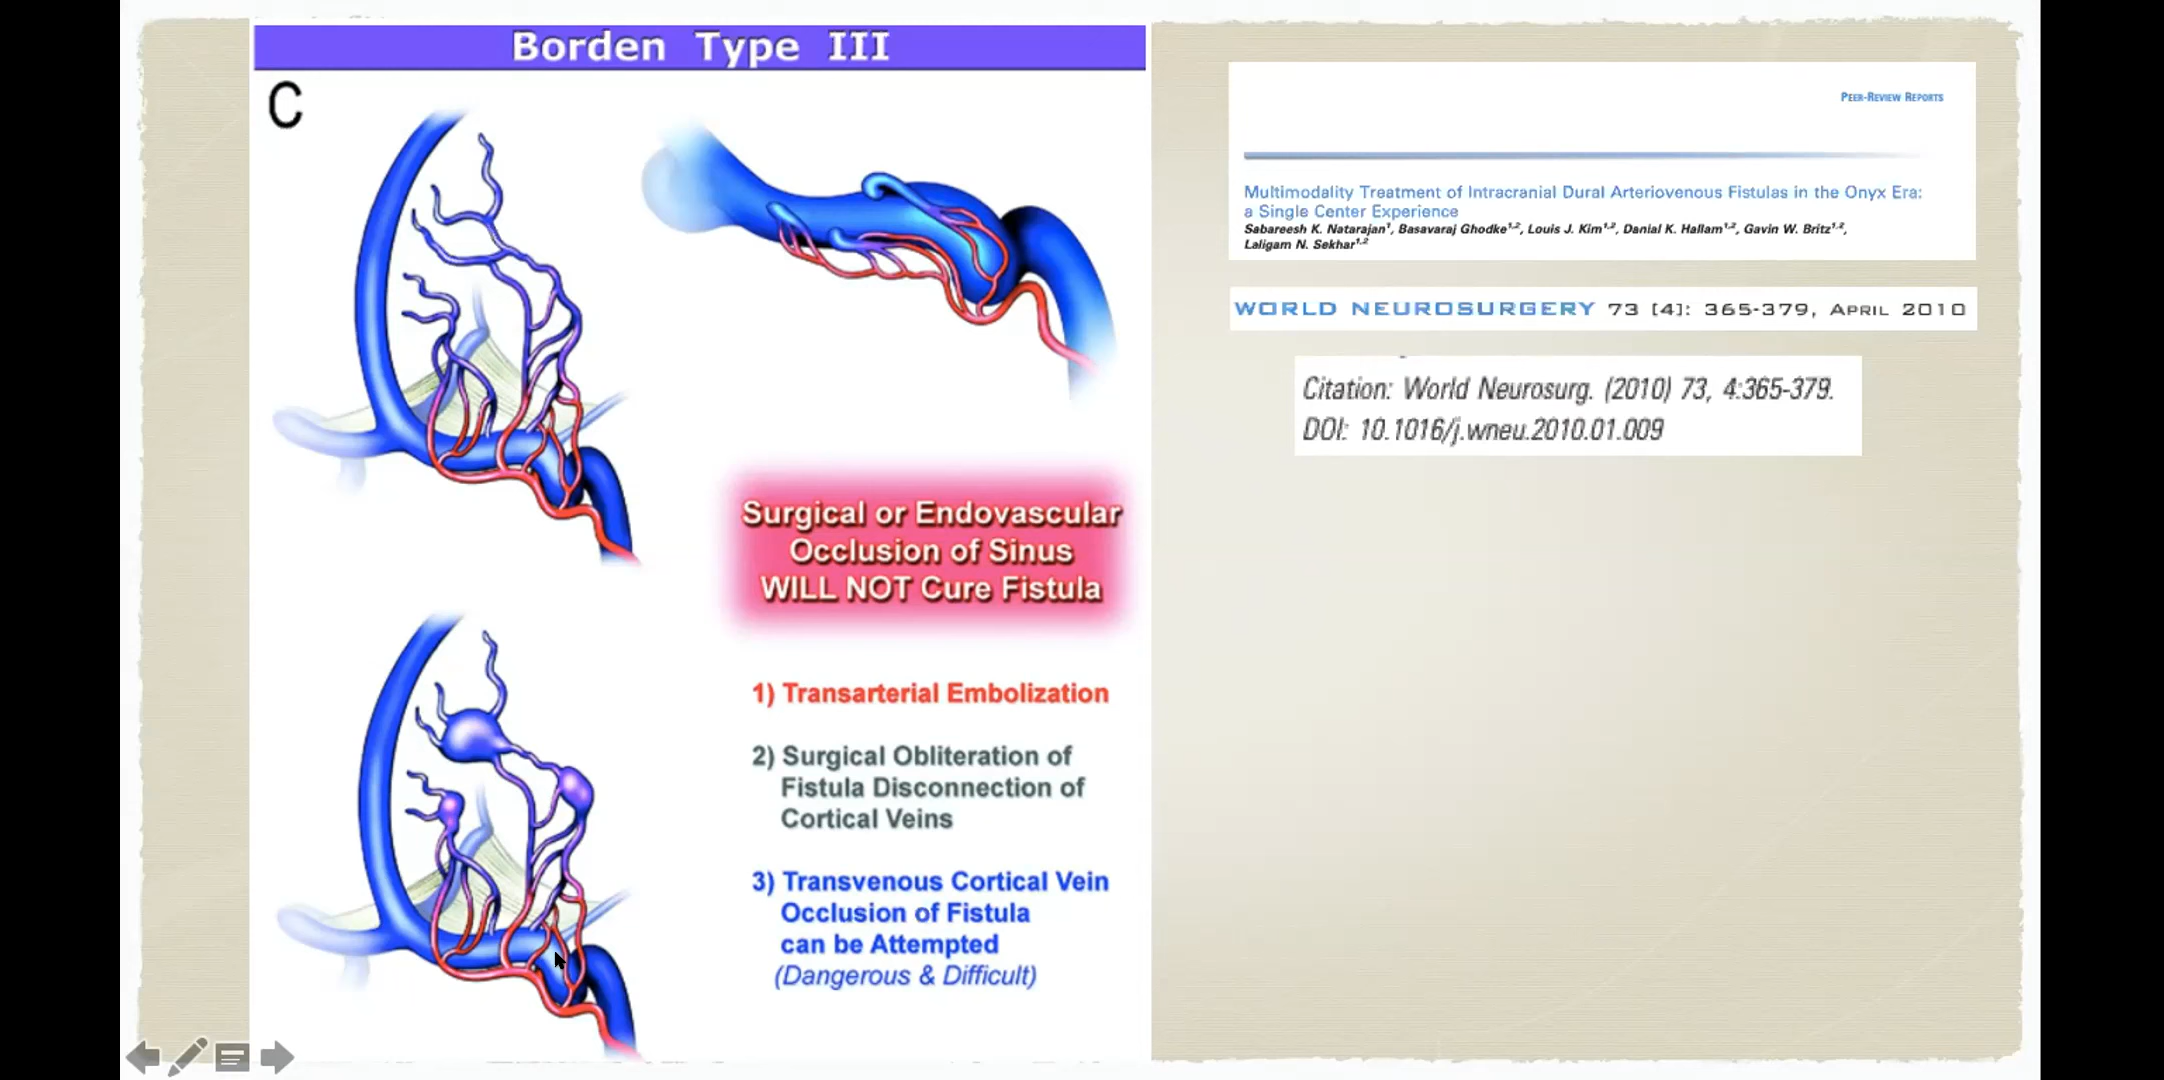 Borden Type III
C
Surgical or Endovascular
Occlusion of Sinus
WILL NOT Cure Fistula
1) Transarterial Embolization
2) Surgical Obliteration of
Fistula Disconnection of
Cortical Veins
3) Transvenous Cortical Vein
Occlusion of Fistula
can be Attempted
(Dangerous & Difficult)
PEER-REVIEW REPORTS
Multimodality Treatment of Intracranial Dural Arteriovenous Fistulas in the Onyx Era:
a Single Center Experience
Sabareesh K. Natarajan¹, Basavaraj Ghodke¹,², Louis J. Kim¹,², Danial K. Hallam¹,², Gavin W. Britz¹,²,
Laligam N. Sekhar¹,²
WORLD NEUROSURGERY 73 [4]: 365-379, APRIL 2010
Citation: World Neurosurg. (2010) 73, 4:365-379.
DOI: 10.1016/j.wneu.2010.01.009